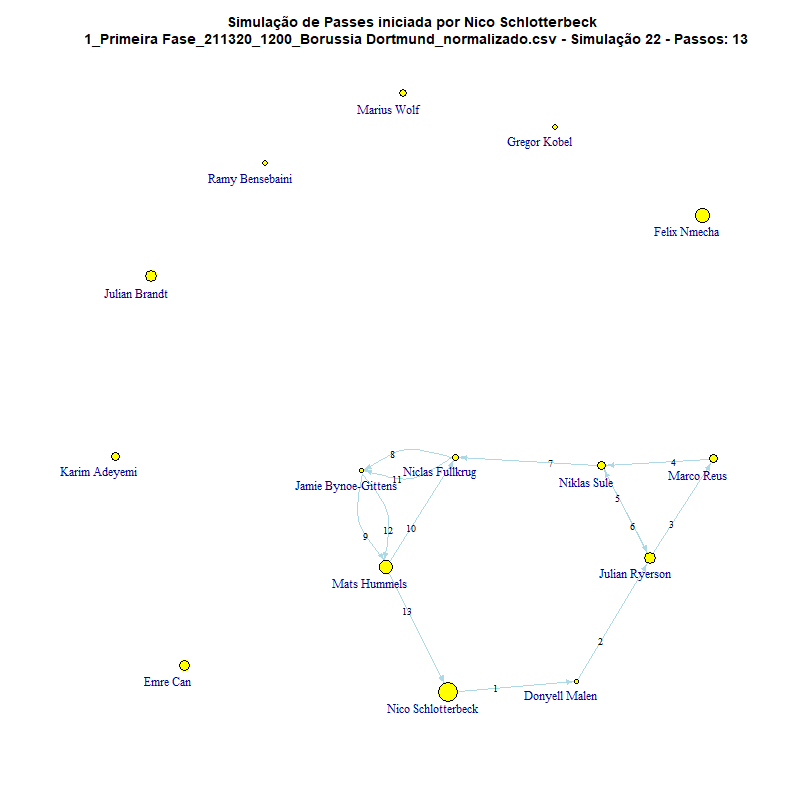 Simulação de Passes iniciada por Nico Schlotterbeck
1_Primeira Fase_211320_1200_Borussia Dortmund_normalizado.csv - Simulação 22 - Passos: 13
Marius Wolf
Gregor Kobel
Ramy Bensebaini
Felix Nmecha
Julian Brandt
8
7
4
Karim Adeyemi
Niclas Fullkrug
Marco Reus
11
Jamie Bynoe-Gittens
Niklas Sule
5
3
6
10
12
9
Julian Ryerson
Mats Hummels
13
2
Emre Can
1
Donyell Malen
Nico Schlotterbeck